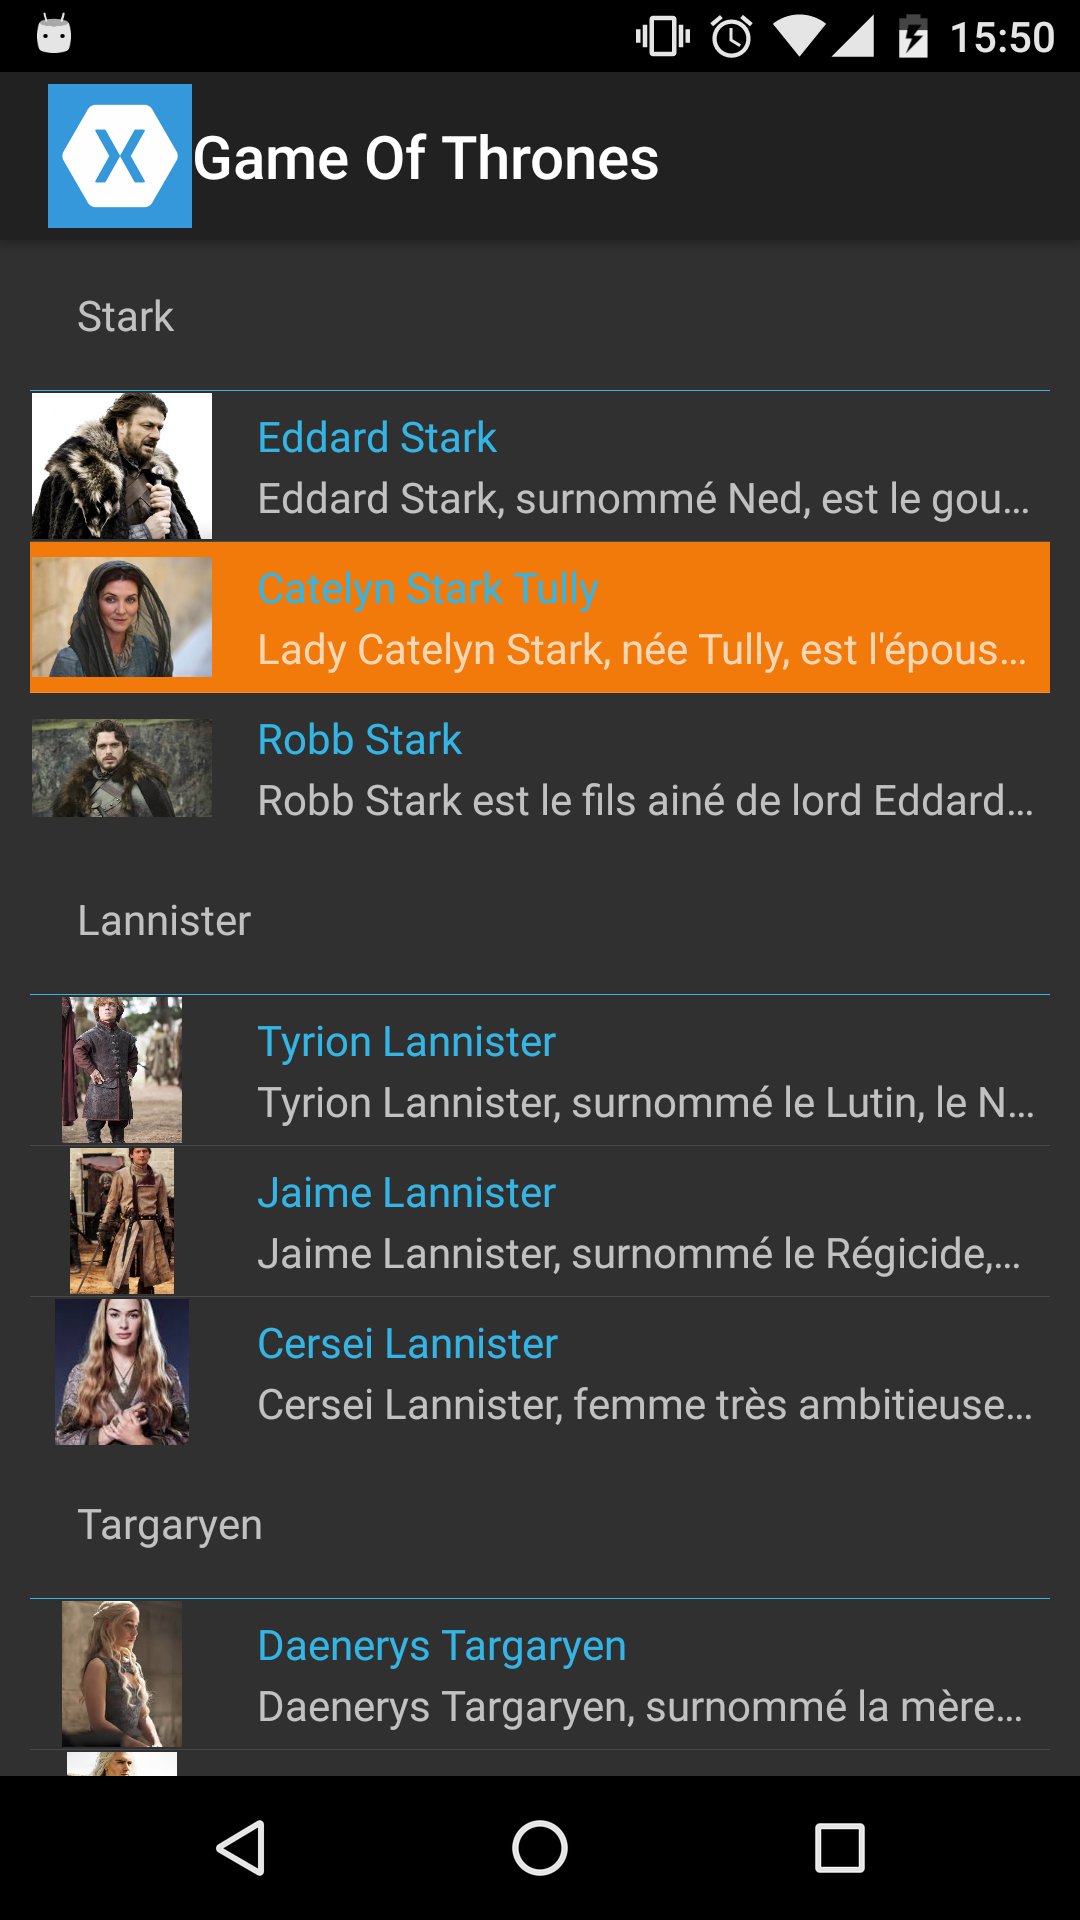 15:50
Game Of Thrones
Stark
Eddard Stark
Eddard Stark, surnommé Ned, est le gou...
Catelyn Stark Tully
Lady Catelyn Stark, née Tully, est l'épous...
Robb Stark
Robb Stark est le fils ainé de lord Eddard...
Lannister
Tyrion Lannister
Tyrion Lannister, surnommé le Lutin, le N...
Jaime Lannister
Jaime Lannister, surnommé le Régicide,...
Cersei Lannister
Cersei Lannister, femme très ambitieuse...
Targaryen
Daenerys Targaryen
Daenerys Targaryen, surnommé la mère...